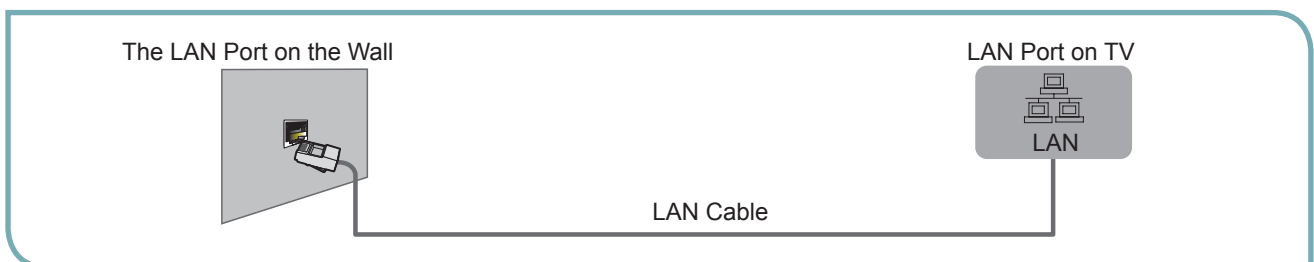 The LAN Port on the Wall
LAN Port on TV
LAN
LAN Cable